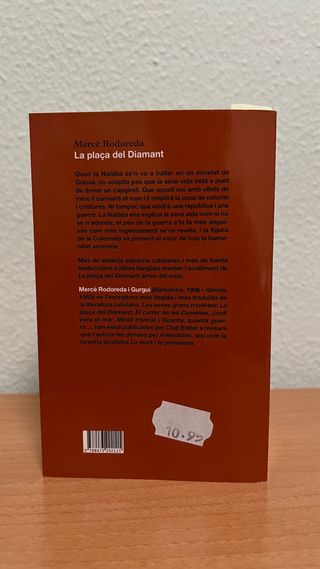 Mercè Rodoreda
La plaça del Diamant
Quan la Natàlia se'n va a ballar en un envelat de
Gràcia, no sospita pas que la seva vida està a punt
de donar un capgirell. Que aquell noi amb ullets de
mico li canviarà el nom i li omplirà la casa de coloms
i criatures. Ni tampoc que vindrà una república i una
guerra. La Natàlia ens explica la seva vida com si no
se n'adonés: el pes de la guerra s'hi fa més angoi-
xós com més ingenuament se'ns revela, i la figura
de la Colometa va prenent el valor de tota la huma-
nitat anònima.
Més de setanta edicions catalanes i més de trenta
traduccions a altres llengües revelen l'acolliment de
La plaça del Diamant arreu del món.
Mercè Rodoreda i Gurguí (Barcelona, 1908 – Girona,
1983) és l'escriptora més llegida i més traduïda de
la literatura catalana. Les seves grans novel·les: La
plaça del Diamant, El carrer de les Camèlies, Jardí
vora el mar, Mirall trencat i Quanta, quanta guer-
ra..., han estat publicades per Club Editor a mesura
que l'autora les donava per enllestides, així com la
novel·la pòstuma La mort i la primavera.
10.95